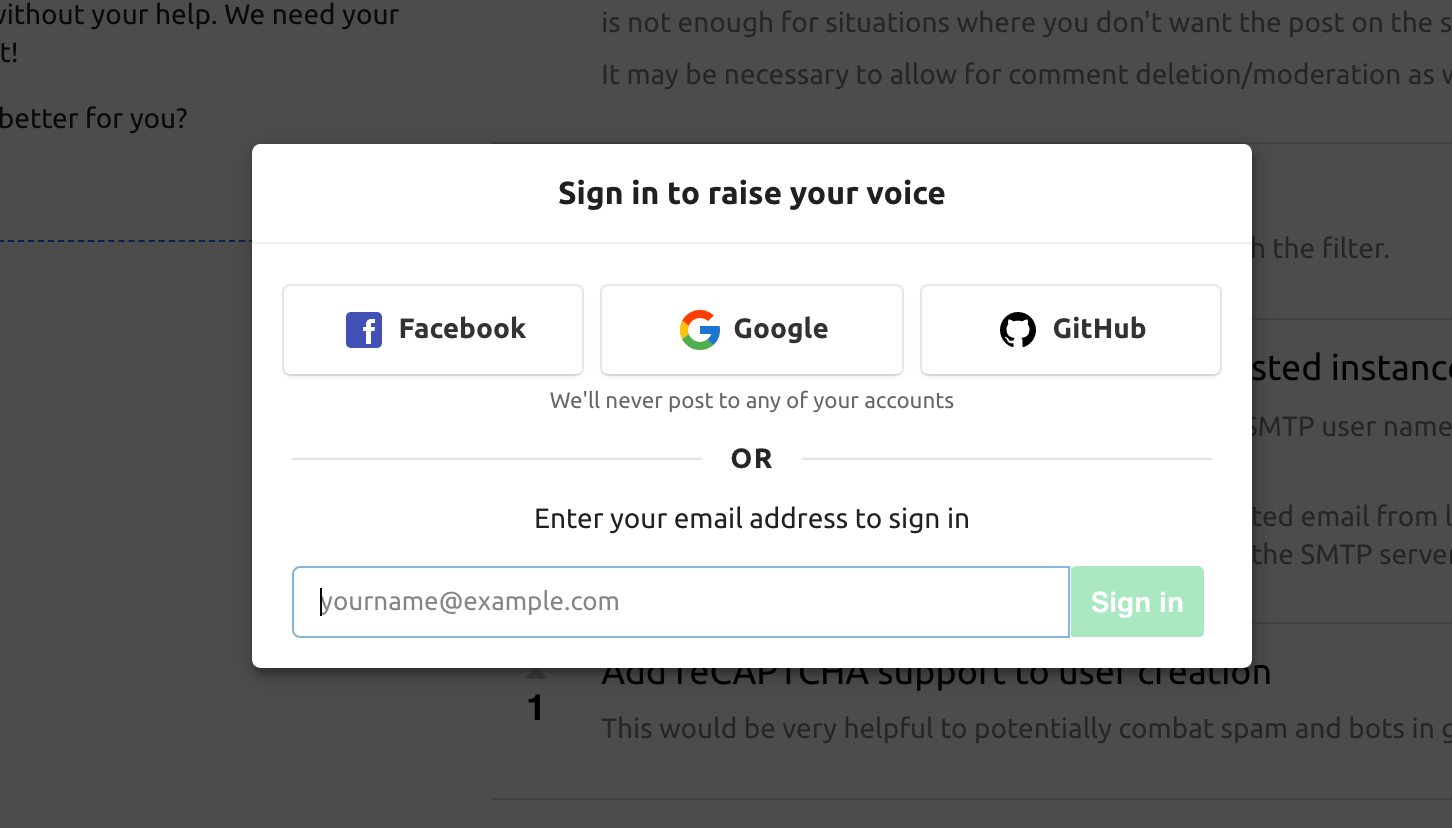 without your help. We need your
t!
better for you?
is not enough for situations where you don't want the post on the s
It may be necessary to allow for comment deletion/moderation as
Sign in to raise your voice
h the filter.
Facebook
Google
GitHub
We'll never post to any of your accounts
OR
Enter your email address to sign in
yourname@example.com
Sign in
sted instanc
SMTP user name
ted email from
the SMTP server
Add reCAPTCHA support to user creation
1
This would be very helpful to potentially combat spam and bots in g